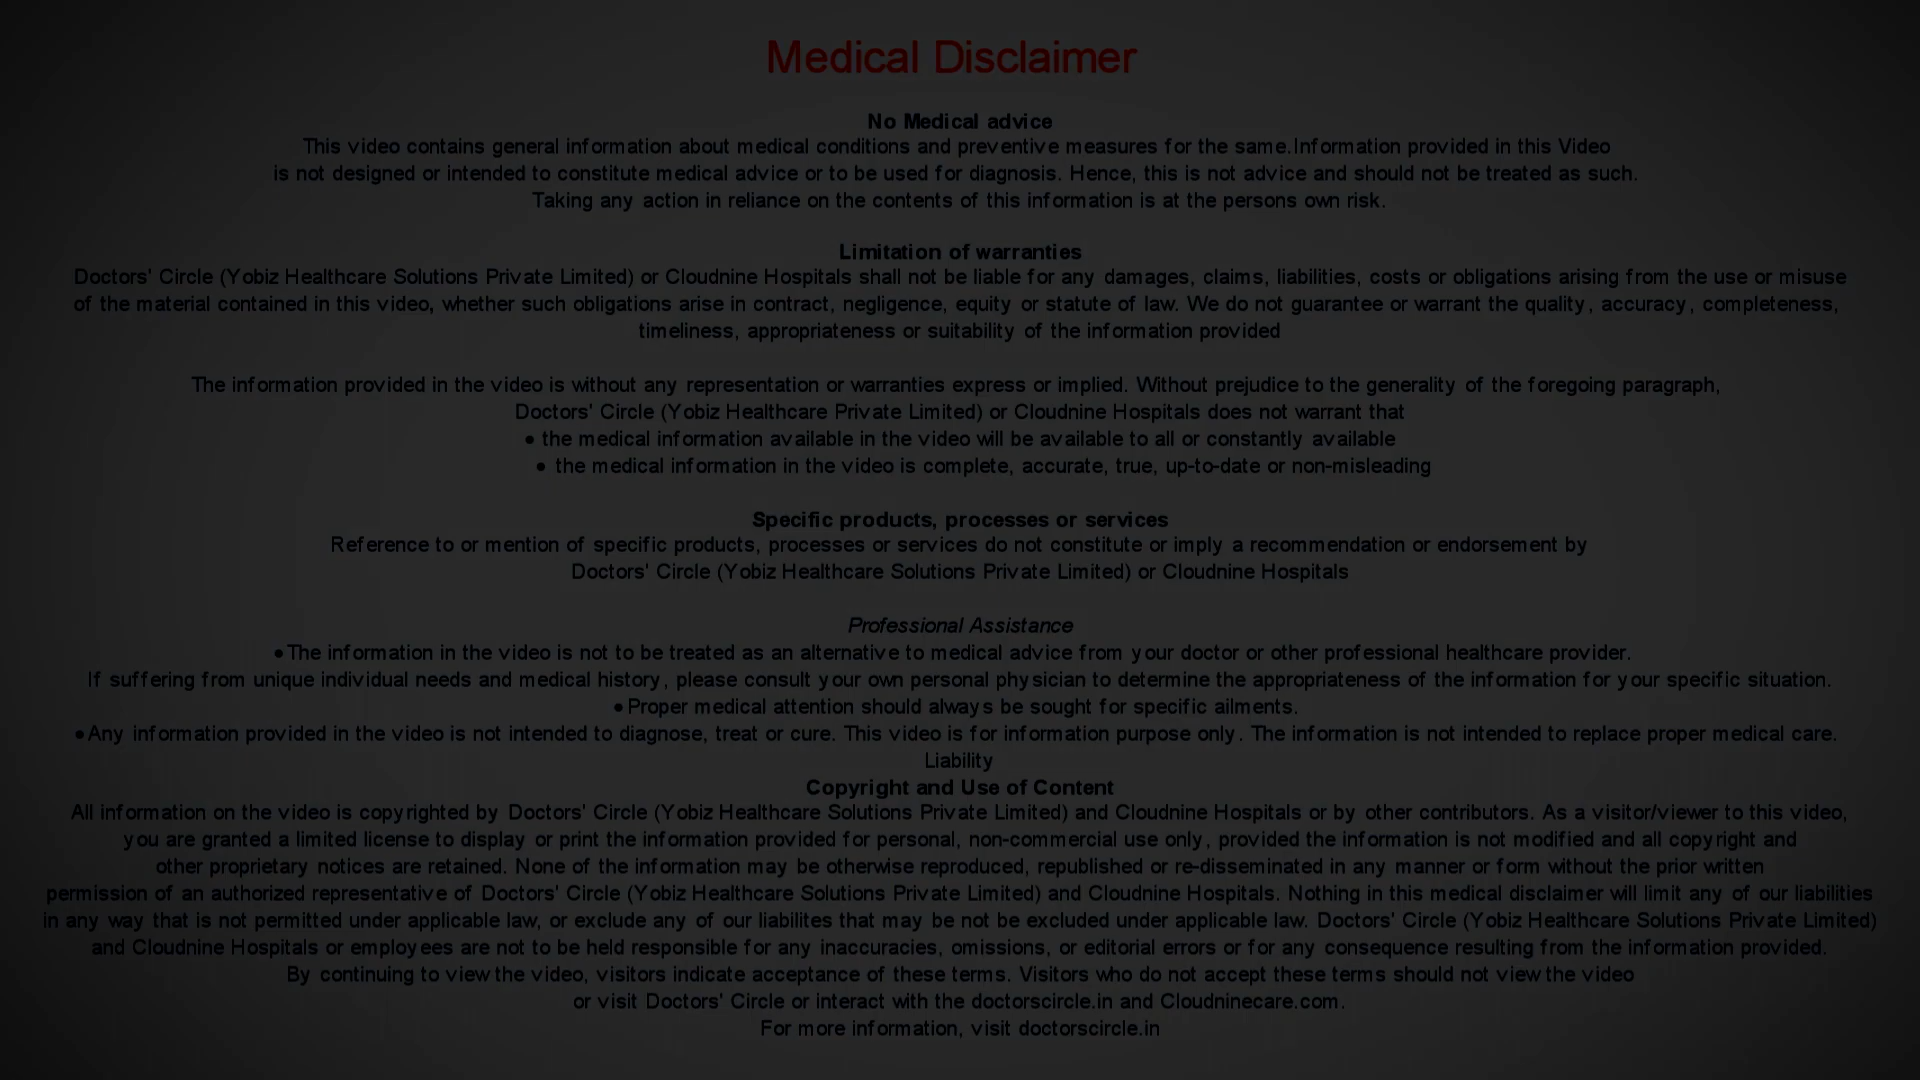 Medical Disclaimer
No Medical advice
This video contains general information about medical conditions and preventive measures for the same.Information provided in this Video
is not designed or intended to constitute medical advice or to be used for diagnosis. Hence, this is not advice and should not be treated as such.
Taking any action in reliance on the contents of this information is at the persons own risk.
Limitation of warranties
Doctors' Circle (Yobiz Healthcare Solutions Private Limited) or Cloudnine Hospitals shall not be liable for any damages, claims, liabilities, costs or obligations arising from the use or misuse
of the material contained in this video, whether such obligations arise in contract, negligence, equity or statute of law. We do not guarantee or warrant the quality, accuracy, completeness,
timeliness, appropriateness or suitability of the information provided
The information provided in the video is without any representation or warranties express or implied. Without prejudice to the generality of the foregoing paragraph,
Doctors' Circle (Yobiz Healthcare Private Limited) or Cloudnine Hospitals does not warrant that
● the medical information available in the video will be available to all or constantly available
● the medical information in the video is complete, accurate, true, up-to-date or non-misleading
Specific products, processes or services
Reference to or mention of specific products, processes or services do not constitute or imply a recommendation or endorsement by
Doctors' Circle (Yobiz Healthcare Solutions Private Limited) or Cloudnine Hospitals
Professional Assistance
●The information in the video is not to be treated as an alternative to medical advice from your doctor or other professional healthcare provider.
If suffering from unique individual needs and medical history, please consult your own personal physician to determine the appropriateness of the information for your specific situation.
●Proper medical attention should always be sought for specific ailments.
●Any information provided in the video is not intended to diagnose, treat or cure. This video is for information purpose only. The information is not intended to replace proper medical care.
Liability
Copyright and Use of Content
All information on the video is copyrighted by Doctors' Circle (Yobiz Healthcare Solutions Private Limited) and Cloudnine Hospitals or by other contributors. As a visitor/viewer to this video,
you are granted a limited license to display or print the information provided for personal, non-commercial use only, provided the information is not modified and all copyright and
other proprietary notices are retained. None of the information may be otherwise reproduced, republished or re-disseminated in any manner or form without the prior written
permission of an authorized representative of Doctors' Circle (Yobiz Healthcare Solutions Private Limited) and Cloudnine Hospitals. Nothing in this medical disclaimer will limit any of our liabilities
in any way that is not permitted under applicable law, or exclude any of our liabilites that may be not be excluded under applicable law. Doctors' Circle (Yobiz Healthcare Solutions Private Limited)
and Cloudnine Hospitals or employees are not to be held responsible for any inaccuracies, omissions, or editorial errors or for any consequence resulting from the information provided.
By continuing to view the video, visitors indicate acceptance of these terms. Visitors who do not accept these terms should not view the video
or visit Doctors' Circle or interact with the doctorscircle.in and Cloudninecare.com.
For more information, visit doctorscircle.in